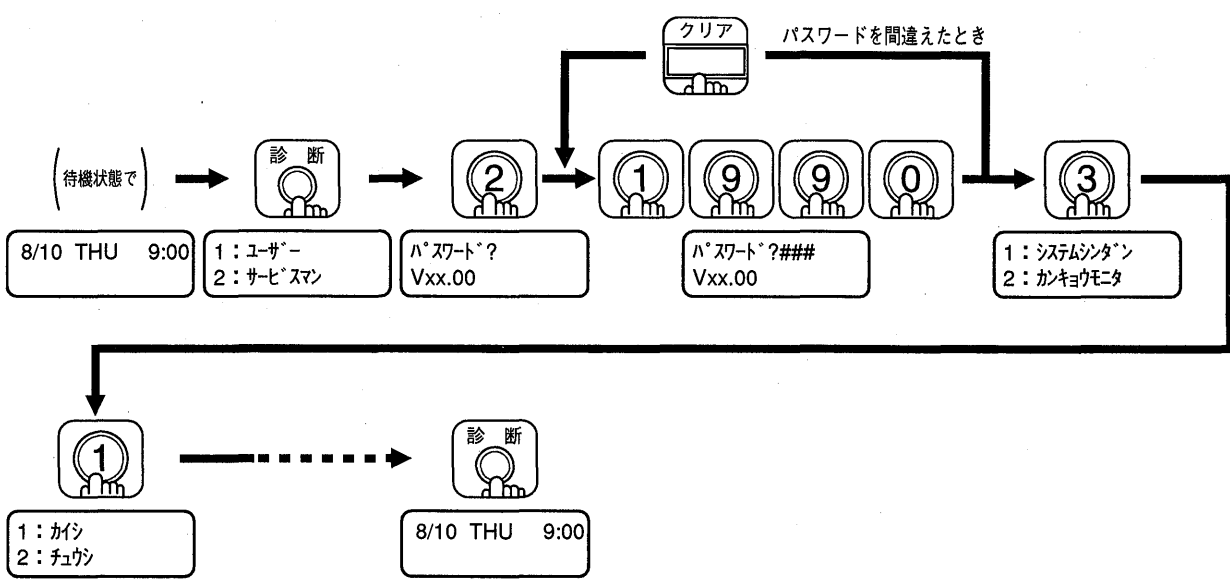 クリア
パスワードを間違えたとき
(待機状態で)
診 断
2
1
9
9
0
3
8/10 THU 9:00
1：ﾕｰｻﾞｰ
2：ｻｰﾋﾞｽﾏﾝ
ﾊﾟｽﾜｰﾄﾞ?
Vxx.00
ﾊﾟｽﾜｰﾄﾞ?###
Vxx.00
1：ｼｽﾃﾑｼﾝﾀﾞﾝ
2：ｶﾝｷｮｳﾓﾆﾀ
1
診 断
1：ｶｲｼ
2：ﾁｭｳｼ
8/10 THU 9:00